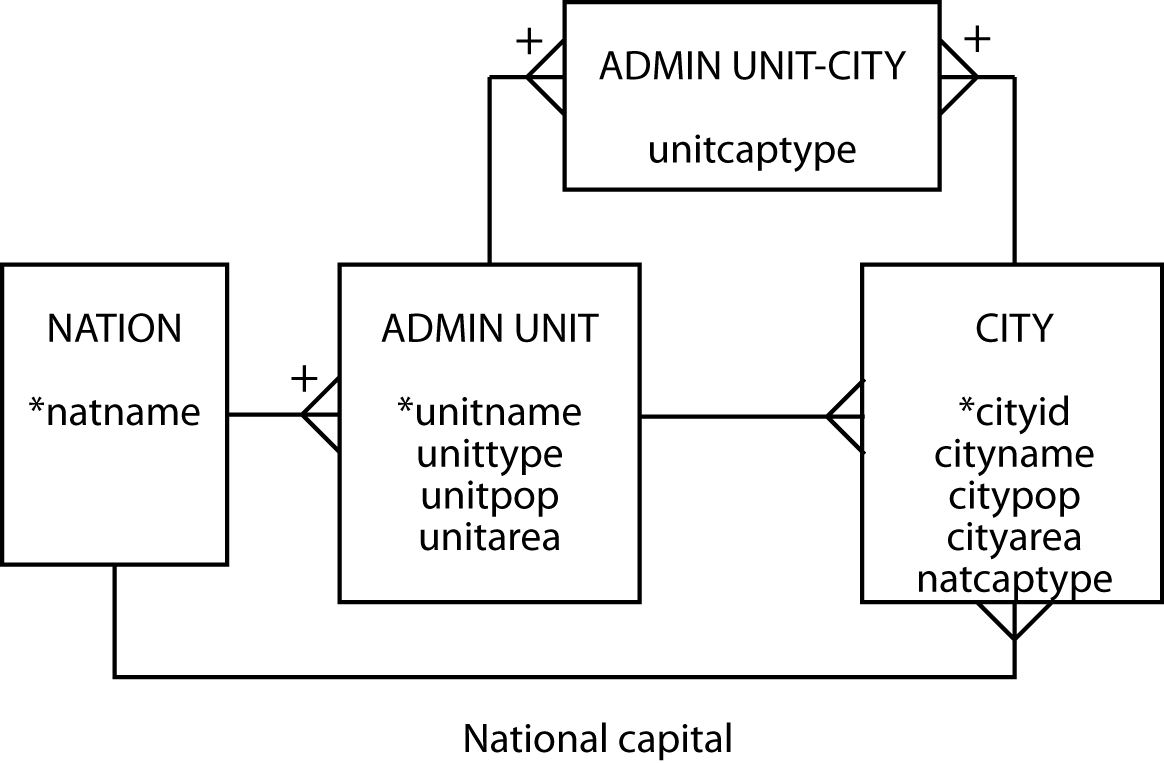 +
+
ADMIN UNIT-CITY
unitcaptype
NATION
*natname
+
ADMIN UNIT
*unitname
unittype
unitpop
unitarea
CITY
*cityid
cityname
citypop
cityarea
natcaptype
National capital